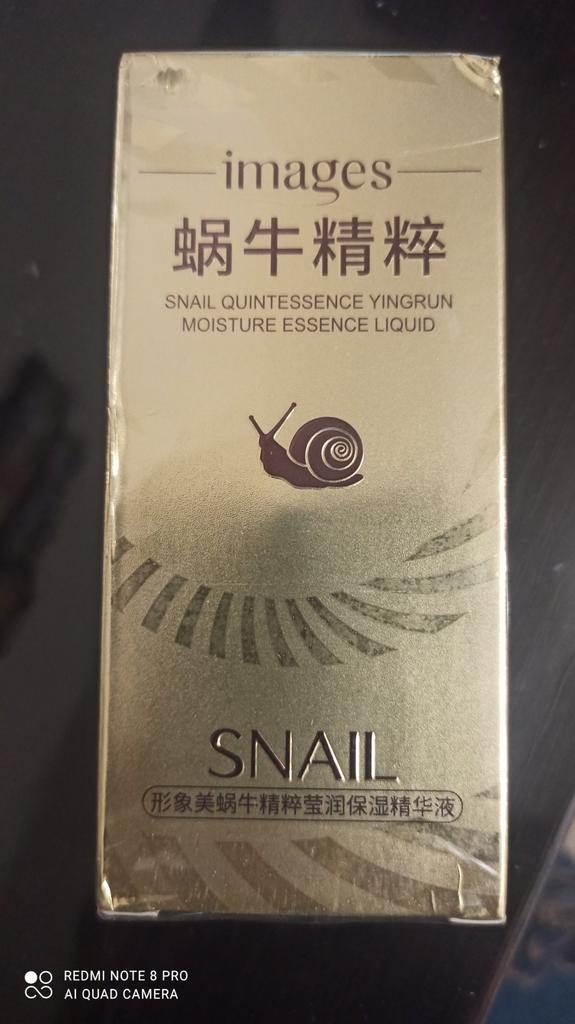 images
蜗牛精粹
SNAIL QUINTESSENCE YINGRUN
MOISTURE ESSENCE LIQUID
SNAIL
形象美蜗牛精粹莹润保湿精华液
REDMI NOTE 8 PRO
AI QUAD CAMERA